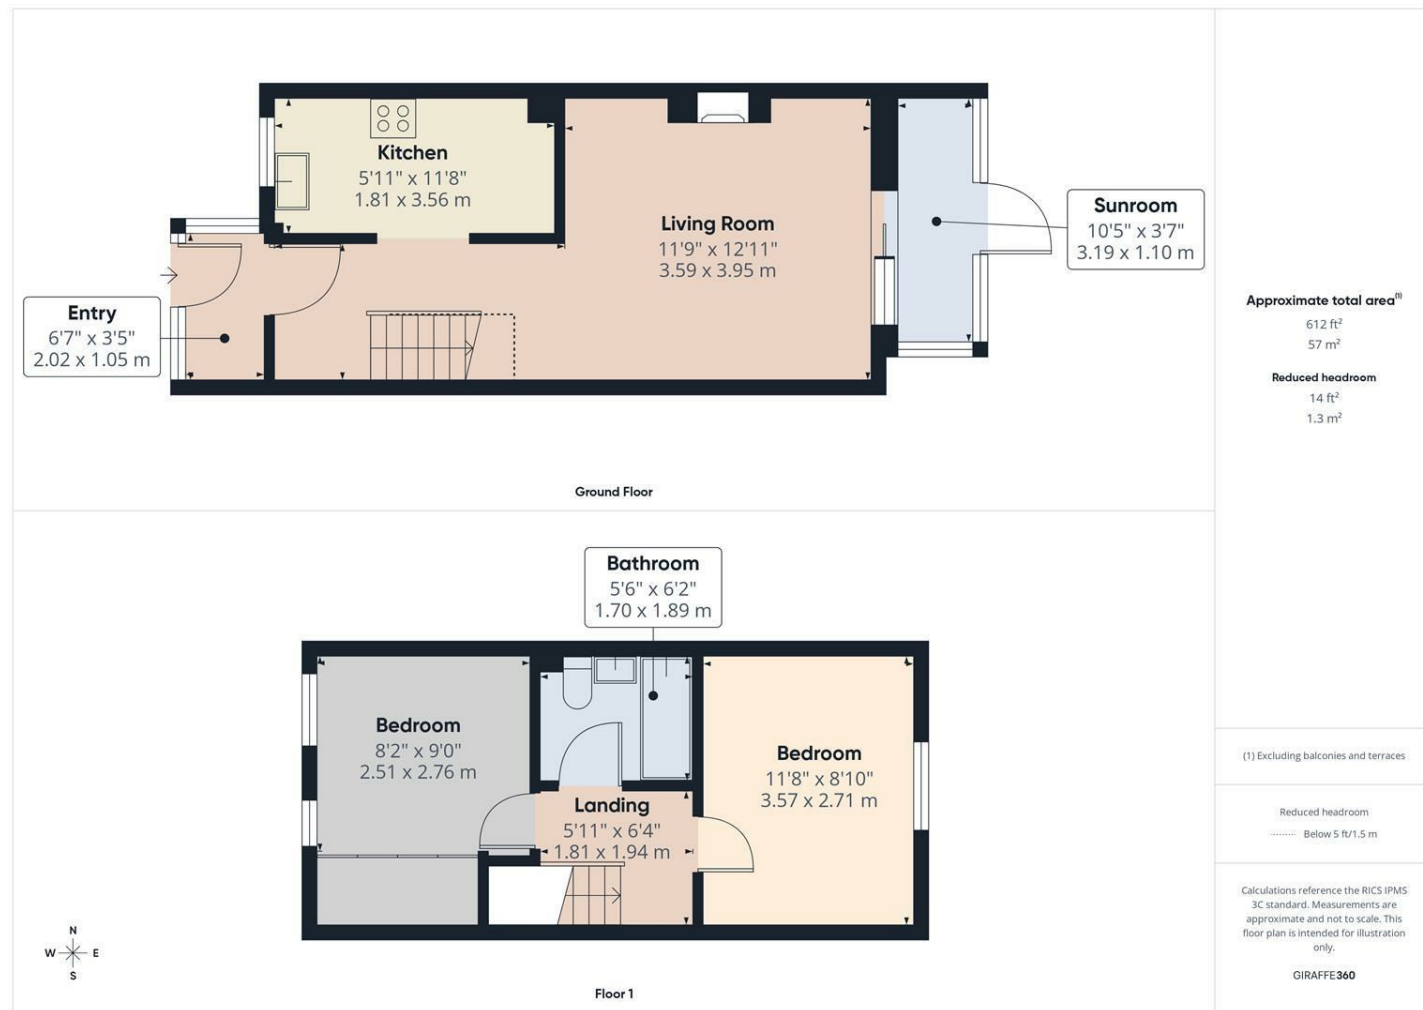 Kitchen
5'11" x 11'8"
1.81 x 3.56 m
Living Room
11'9" x 12'11"
3.59 x 3.95 m
Sunroom
10'5" x 3'7"
3.19 x 1.10 m
Entry
6'7" x 3'5"
2.02 x 1.05 m
Ground Floor
Bathroom
5'6" x 6'2"
1.70 x 1.89 m
Bedroom
8'2" x 9'0"
2.51 x 2.76 m
Landing
5'11" x 6'4"
1.81 x 1.94 m
Bedroom
11'8" x 8'10"
3.57 x 2.71 m
N
W E
S
Floor 1
Approximate total area(1)
612 ft²
57 m²
Reduced headroom
14 ft²
1.3 m²
(1) Excluding balconies and terraces
Reduced headroom
Below 5 ft/1.5 m
Calculations reference the RICS IPMS
3C standard. Measurements are
approximate and not to scale. This
floor plan is intended for illustration
only.
GIRAFFE360